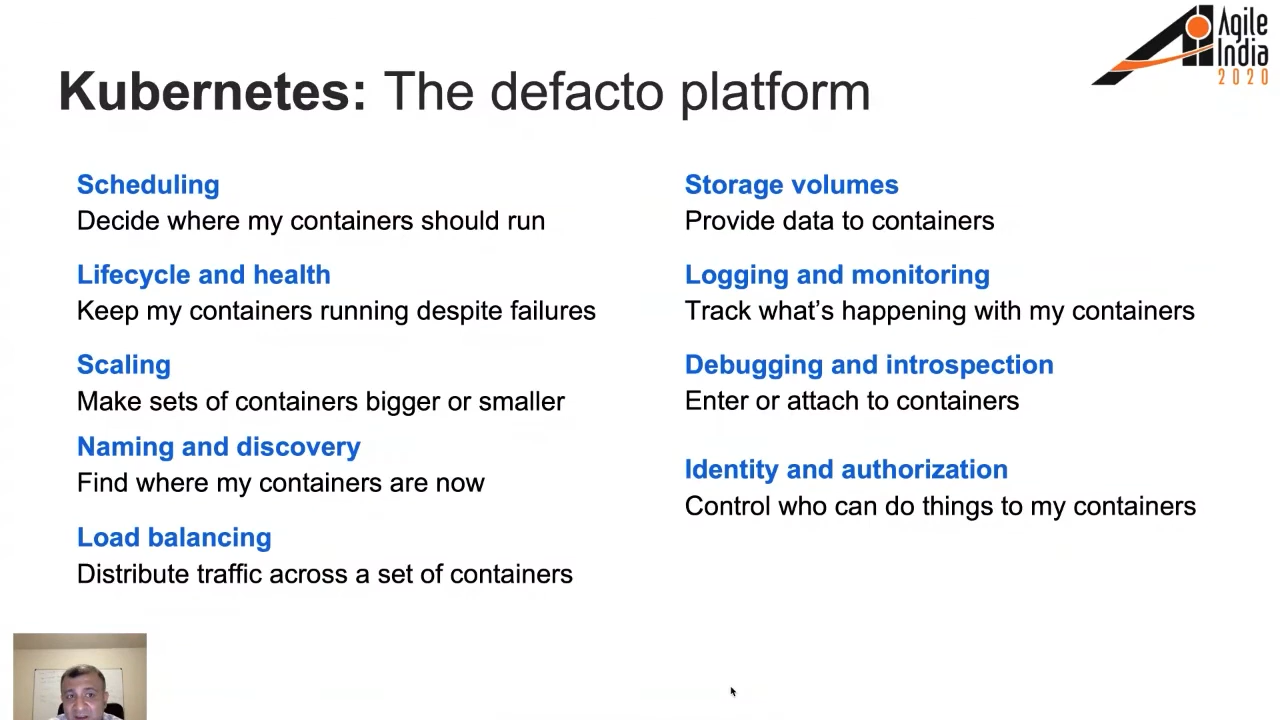 Agile
India
2020
Kubernetes: The defacto platform
Scheduling
Decide where my containers should run
Lifecycle and health
Keep my containers running despite failures
Scaling
Make sets of containers bigger or smaller
Naming and discovery
Find where my containers are now
Load balancing
Distribute traffic across a set of containers
Storage volumes
Provide data to containers
Logging and monitoring
Track what’s happening with my containers
Debugging and introspection
Enter or attach to containers
Identity and authorization
Control who can do things to my containers